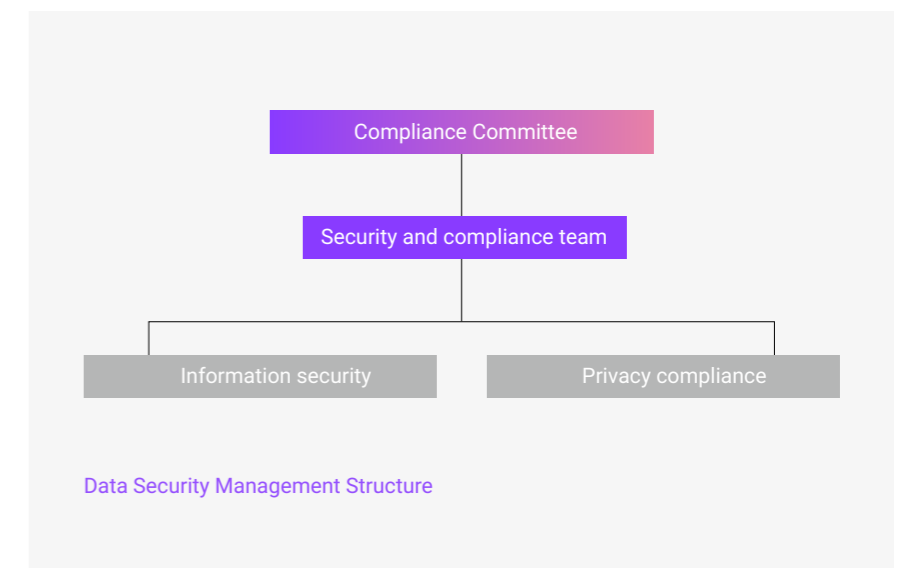 Compliance Committee
Security and compliance team
Information security
Privacy compliance
Data Security Management Structure